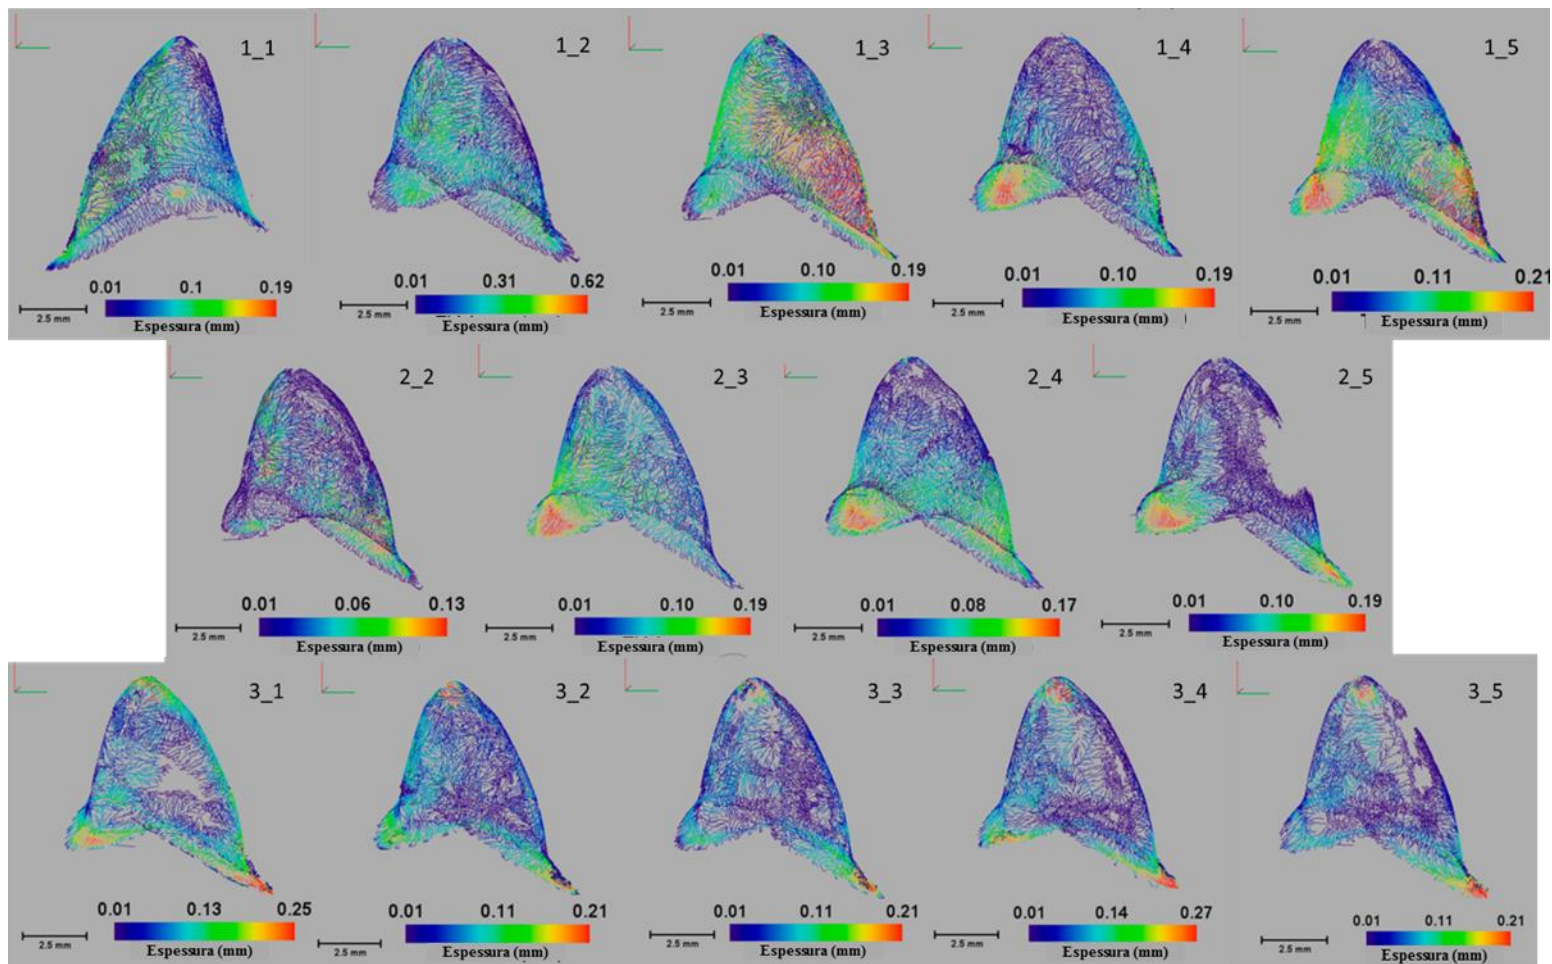 1_1 1_2 1_3 1_4 1_5
0.01 0.1 0.19 0.01 0.31 0.62 0.01 0.10 0.19 0.01 0.10 0.19 0.01 0.11 0.21
2.5 mm 2.5 mm 2.5 mm 2.5 mm 2.5 mm
Espessura (mm) Espessura (mm) Espessura (mm) Espessura (mm) Espessura (mm)
2_2 2_3 2_4 2_5
0.01 0.06 0.13 0.01 0.10 0.19 0.01 0.08 0.17 0.01 0.10 0.19
2.5 mm 2.5 mm 2.5 mm 2.5 mm
Espessura (mm) Espessura (mm) Espessura (mm) Espessura (mm)
3_1 3_2 3_3 3_4 3_5
0.01 0.13 0.25 0.01 0.11 0.21 0.01 0.11 0.21 0.01 0.14 0.27 0.01 0.11 0.21
2.5 mm 2.5 mm 2.5 mm 2.5 mm 2.5 mm
Espessura (mm) Espessura (mm) Espessura (mm) Espessura (mm) Espessura (mm)